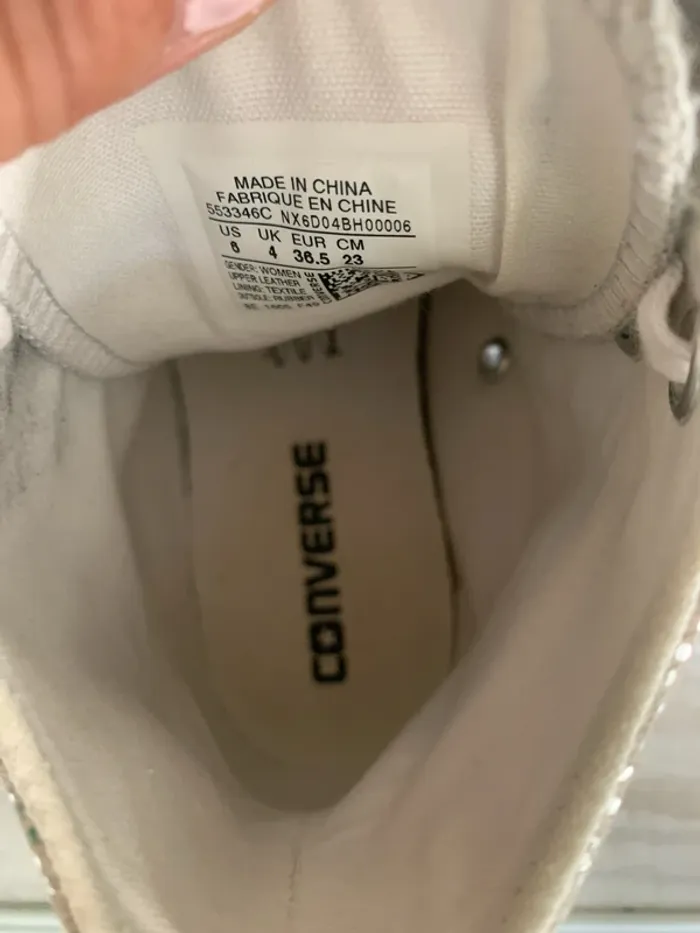 MADE IN CHINA
FABRIQUE EN CHINE
553346C NX6D04BH00006
US UK EUR CM
6 4 36.5 23
GENDER: WOMEN
UPPER LEATHER
LINING: TEXTILE
OUTSOLE: RUBBER
CONVERSE